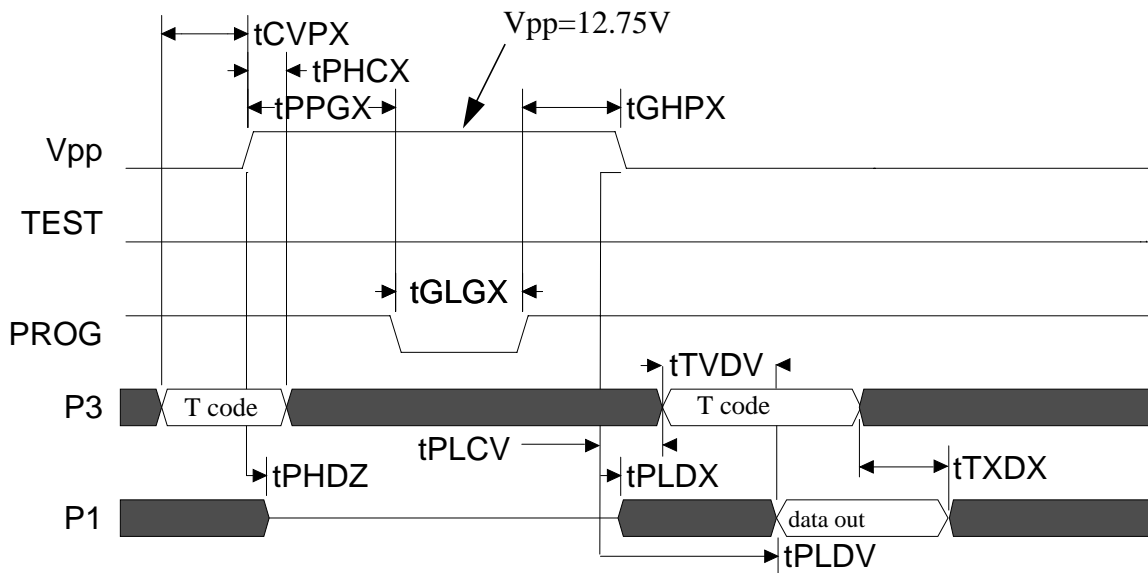 Vpp=12.75V
tCVPX
tPHCX
tPPGX
tGHPX
Vpp
TEST
tGLGX
PROG
tTVDV
P3
T code
T code
tPLCV
tPHDZ
tPLDX
tTXDX
P1
data out
tPLDV